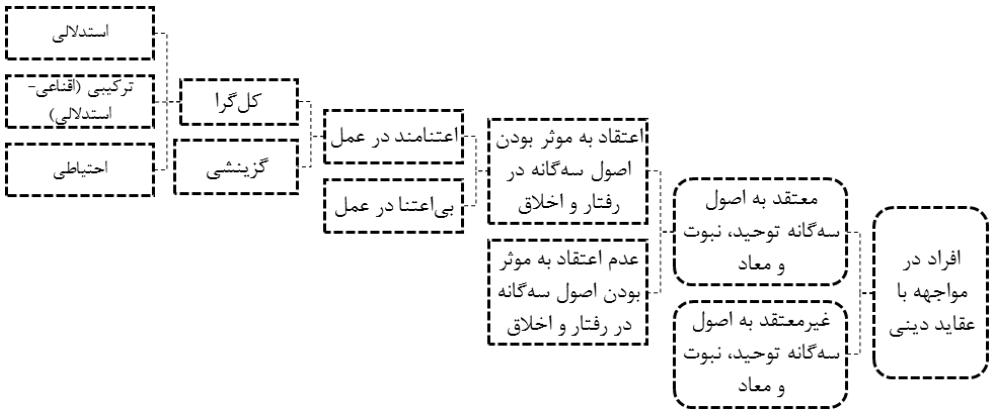 افراد در
مواجهه با
عقاید دینی
معتقد به اصول
سه‌گانه توحید، نبوت
و معاد
غیرمعتقد به اصول
سه‌گانه توحید، نبوت
و معاد
اعتقاد به موثر بودن
اصول سه‌گانه در
رفتار و اخلاق
عدم اعتقاد به موثر
بودن اصول سه‌گانه
در رفتار و اخلاق
اعتنامند در عمل
بی‌اعتنا در عمل
کل‌گرا
گزینشی
استدلالی
ترکیبی (اقناعی-
استدلالی)
احتیاطی